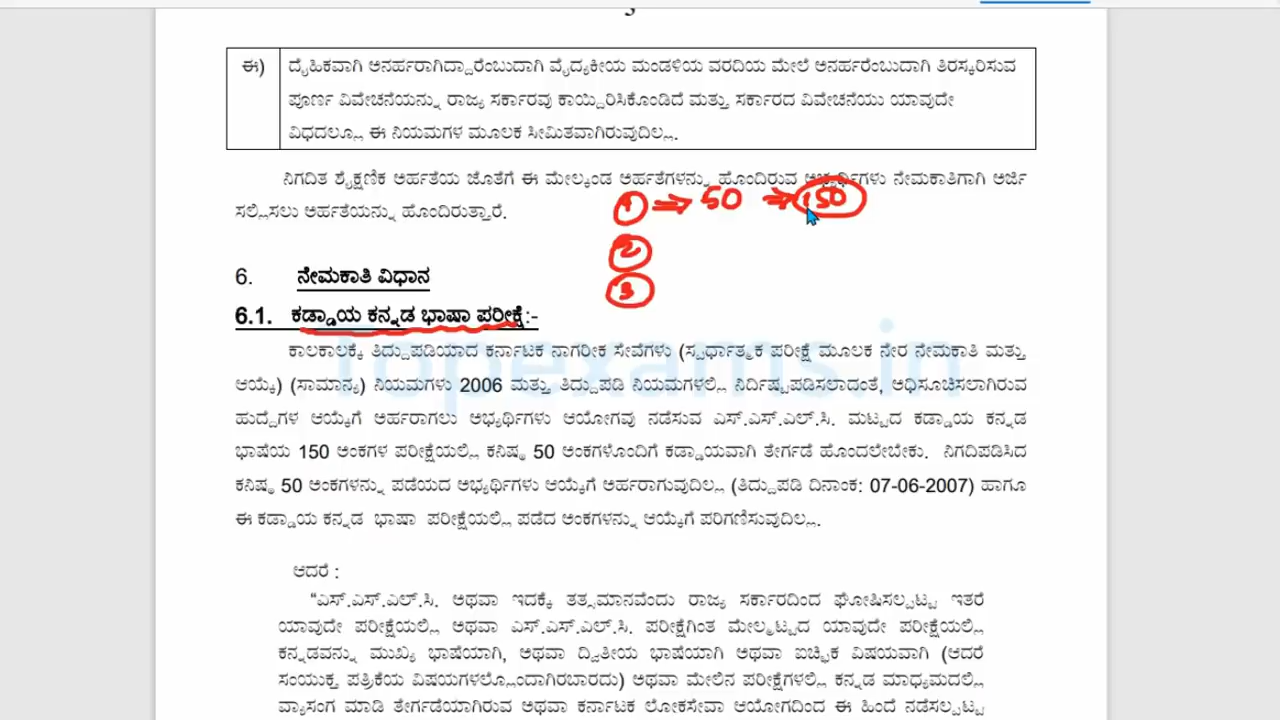 ಈ) ದೈಹಿಕವಾಗಿ ಅನರ್ಹರಾಗಿದ್ದಾರೆಂಬುದಾಗಿ ವೈದ್ಯಕೀಯ ಮಂಡಳಿಯ ವರದಿಯ ಮೇಲೆ ಅನರ್ಹರೆಂಬುದಾಗಿ ತಿರಸ್ಕರಿಸುವ
ಪೂರ್ಣ ವಿವೇಚನೆಯನ್ನು ರಾಜ್ಯ ಸರ್ಕಾರವು ಕಾಯ್ದಿರಿಸಿಕೊಂಡಿದೆ ಮತ್ತು ಸರ್ಕಾರದ ವಿವೇಚನೆಯು ಯಾವುದೇ
ವಿಧದಲ್ಲೂ ಈ ನಿಯಮಗಳ ಮೂಲಕ ಸೀಮಿತವಾಗಿರುವುದಿಲ್ಲ.
ನಿಗದಿತ ಶೈಕ್ಷಣಿಕ ಅರ್ಹತೆಯ ಜೊತೆಗೆ ಈ ಮೇಲ್ಕಂಡ ಅರ್ಹತೆಗಳನ್ನು ಹೊಂದಿರುವ ಅಭ್ಯರ್ಥಿಗಳು ನೇಮಕಾತಿಗಾಗಿ ಅರ್ಜಿ
ಸಲ್ಲಿಸಲು ಅರ್ಹತೆಯನ್ನು ಹೊಂದಿರುತ್ತಾರೆ.
1 ⇒ 50 ⇒ 150
2
3
6. ನೇಮಕಾತಿ ವಿಧಾನ
6.1. ಕಡ್ಡಾಯ ಕನ್ನಡ ಭಾಷಾ ಪರೀಕ್ಷೆ:-
Topexams.in
ಕಾಲಕಾಲಕ್ಕೆ ತಿದ್ದುಪಡಿಯಾದ ಕರ್ನಾಟಕ ನಾಗರೀಕ ಸೇವೆಗಳು (ಸ್ಪರ್ಧಾತ್ಮಕ ಪರೀಕ್ಷೆ ಮೂಲಕ ನೇರ ನೇಮಕಾತಿ ಮತ್ತು
ಆಯ್ಕೆ) (ಸಾಮಾನ್ಯ) ನಿಯಮಗಳು 2006 ಮತ್ತು ತಿದ್ದುಪಡಿ ನಿಯಮಗಳಲ್ಲಿ ನಿರ್ದಿಷ್ಟಪಡಿಸಲಾದಂತೆ, ಅಧಿಸೂಚಿಸಲಾಗಿರುವ
ಹುದ್ದೆಗಳ ಆಯ್ಕೆಗೆ ಅರ್ಹರಾಗಲು ಅಭ್ಯರ್ಥಿಗಳು ಆಯೋಗವು ನಡೆಸುವ ಎಸ್.ಎಸ್.ಎಲ್.ಸಿ. ಮಟ್ಟದ ಕಡ್ಡಾಯ ಕನ್ನಡ
ಭಾಷೆಯ 150 ಅಂಕಗಳ ಪರೀಕ್ಷೆಯಲ್ಲಿ ಕನಿಷ್ಠ 50 ಅಂಕಗಳೊಂದಿಗೆ ಕಡ್ಡಾಯವಾಗಿ ತೇರ್ಗಡೆ ಹೊಂದಲೇಬೇಕು. ನಿಗದಿಪಡಿಸಿದ
ಕನಿಷ್ಠ 50 ಅಂಕಗಳನ್ನು ಪಡೆಯದ ಅಭ್ಯರ್ಥಿಗಳು ಆಯ್ಕೆಗೆ ಅರ್ಹರಾಗುವುದಿಲ್ಲ (ತಿದ್ದುಪಡಿ ದಿನಾಂಕ: 07-06-2007) ಹಾಗೂ
ಈ ಕಡ್ಡಾಯ ಕನ್ನಡ ಭಾಷಾ ಪರೀಕ್ಷೆಯಲ್ಲಿ ಪಡೆದ ಅಂಕಗಳನ್ನು ಆಯ್ಕೆಗೆ ಪರಿಗಣಿಸುವುದಿಲ್ಲ.
ಆದರೆ :
“ಎಸ್.ಎಸ್.ಎಲ್.ಸಿ. ಅಥವಾ ಇದಕ್ಕೆ ತತ್ಸಮಾನವೆಂದು ರಾಜ್ಯ ಸರ್ಕಾರದಿಂದ ಘೋಷಿಸಲ್ಪಟ್ಟ ಇತರೆ
ಯಾವುದೇ ಪರೀಕ್ಷೆಯಲ್ಲಿ ಅಥವಾ ಎಸ್.ಎಸ್.ಎಲ್.ಸಿ. ಪರೀಕ್ಷೆಗಿಂತ ಮೇಲ್ಮಟ್ಟದ ಯಾವುದೇ ಪರೀಕ್ಷೆಯಲ್ಲಿ
ಕನ್ನಡವನ್ನು ಮುಖ್ಯ ಭಾಷೆಯಾಗಿ, ಅಥವಾ ದ್ವಿತೀಯ ಭಾಷೆಯಾಗಿ ಅಥವಾ ಐಚ್ಛಿಕ ವಿಷಯವಾಗಿ (ಆದರೆ
ಸಂಯುಕ್ತ ಪತ್ರಿಕೆಯ ವಿಷಯಗಳಲ್ಲೊಂದಾಗಿರಬಾರದು) ಅಥವಾ ಮೇಲಿನ ಪರೀಕ್ಷೆಗಳಲ್ಲಿ ಕನ್ನಡ ಮಾಧ್ಯಮದಲ್ಲಿ
ವ್ಯಾಸಂಗ ಮಾಡಿ ತೇರ್ಗಡೆಯಾಗಿರುವ ಅಥವಾ ಕರ್ನಾಟಕ ಲೋಕಸೇವಾ ಆಯೋಗದಿಂದ ಈ ಹಿಂದೆ ನಡೆಸಲ್ಪಟ್ಟ